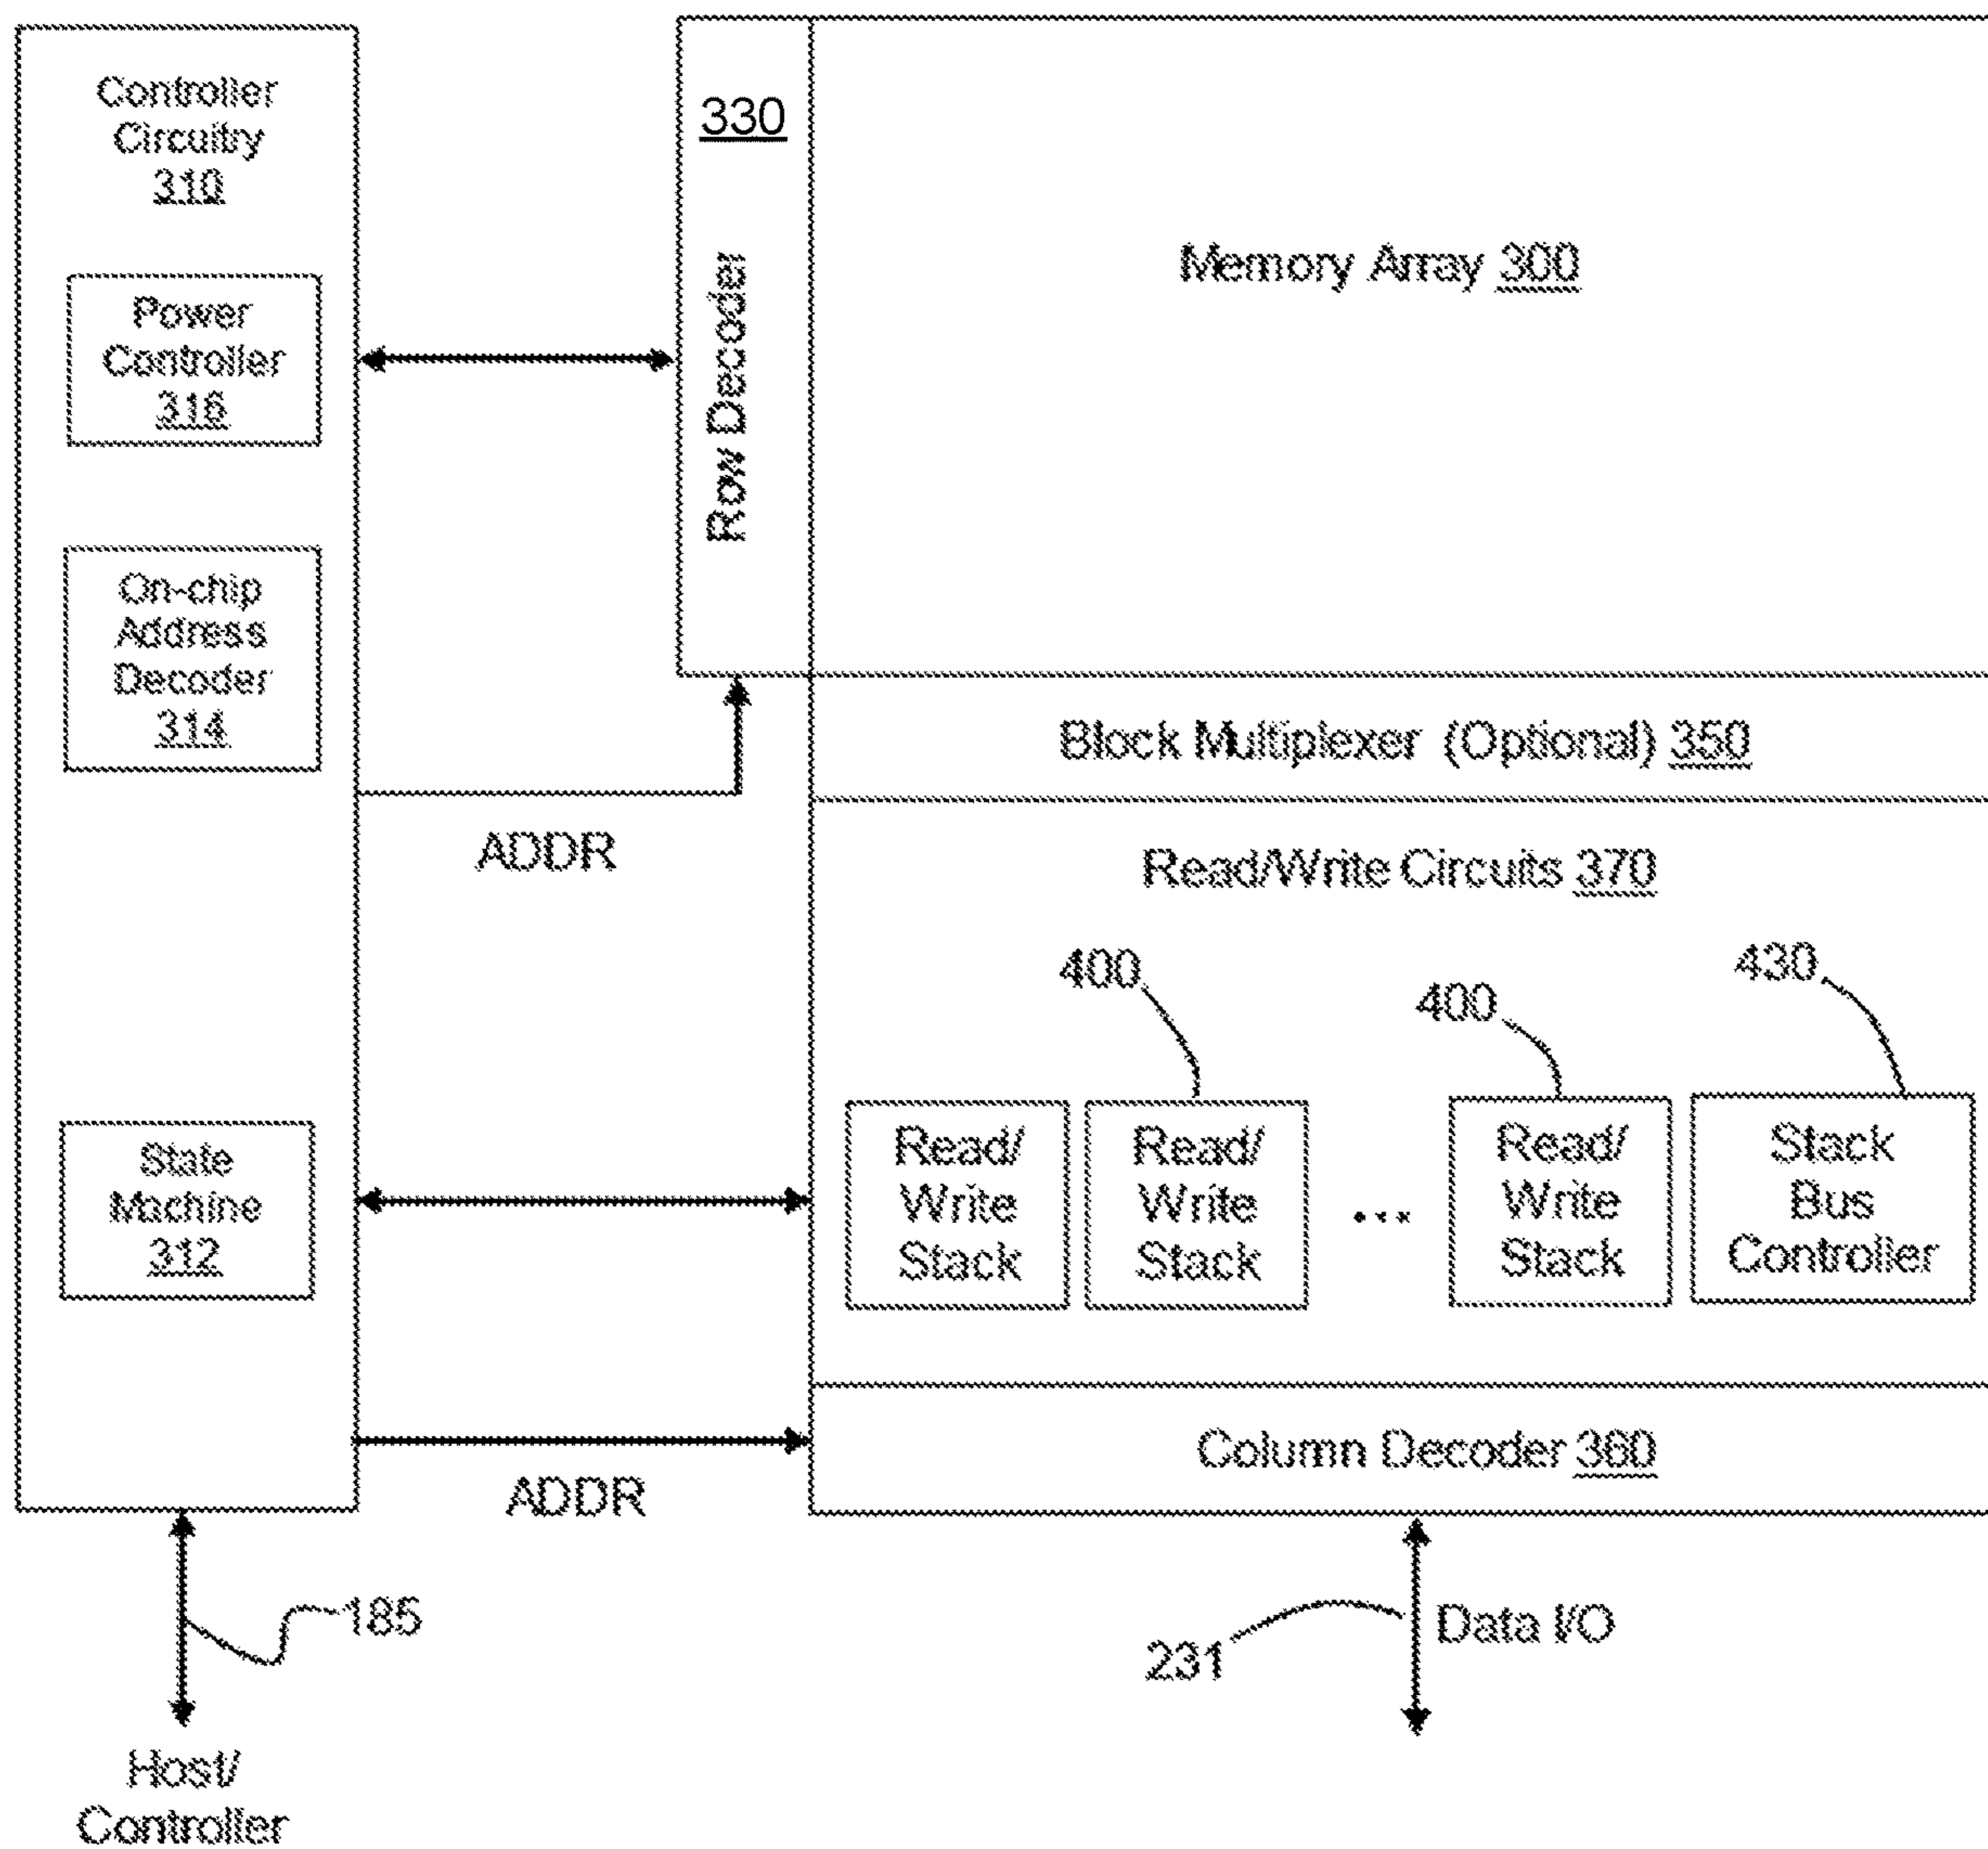 Controller
Circuitry
310
Power
Controller
316
On-chip
Address
Decoder
314
State
Machine
312
330
Row Decoder
Memory Array 300
Block Multiplexer (Optional) 350
ADDR
Read/Write Circuits 370
400
400
430
Read/
Write
Stack
Read/
Write
Stack
...
Read/
Write
Stack
Stack
Bus
Controller
Column Decoder 360
ADDR
185
231
Data I/O
Host/
Controller